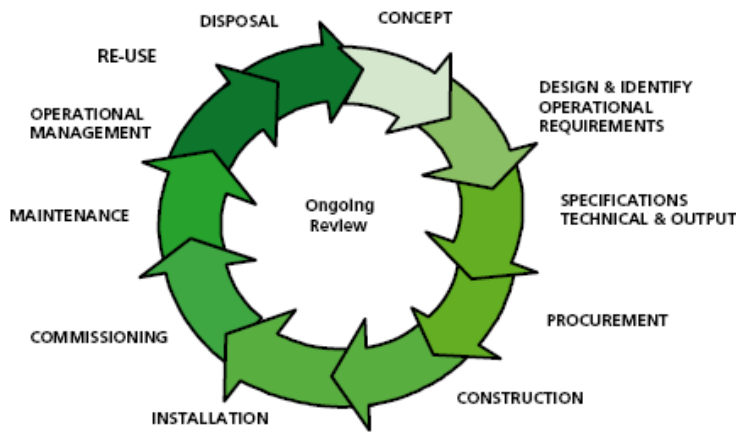 DISPOSAL
CONCEPT
RE-USE
DESIGN & IDENTIFY
OPERATIONAL
REQUIREMENTS
OPERATIONAL
MANAGEMENT
Ongoing
Review
SPECIFICATIONS
TECHNICAL & OUTPUT
MAINTENANCE
PROCUREMENT
COMMISSIONING
CONSTRUCTION
INSTALLATION